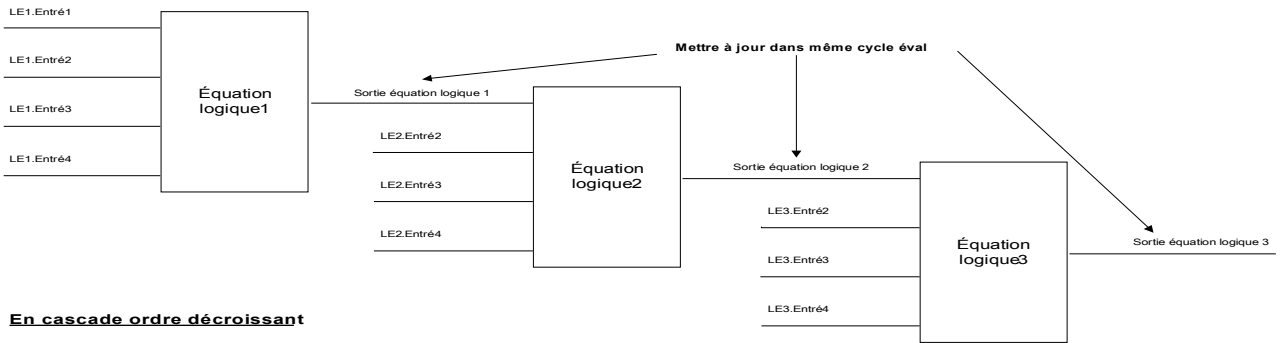 LE1.Entré1
LE1.Entré2
LE1.Entré3
LE1.Entré4
Équation
logique1
Mettre à jour dans même cycle éval
Sortie équation logique 1
LE2.Entré2
LE2.Entré3
LE2.Entré4
Équation
logique2
Sortie équation logique 2
LE3.Entré2
LE3.Entré3
LE3.Entré4
Équation
logique3
Sortie équation logique 3
En cascade ordre décroissant